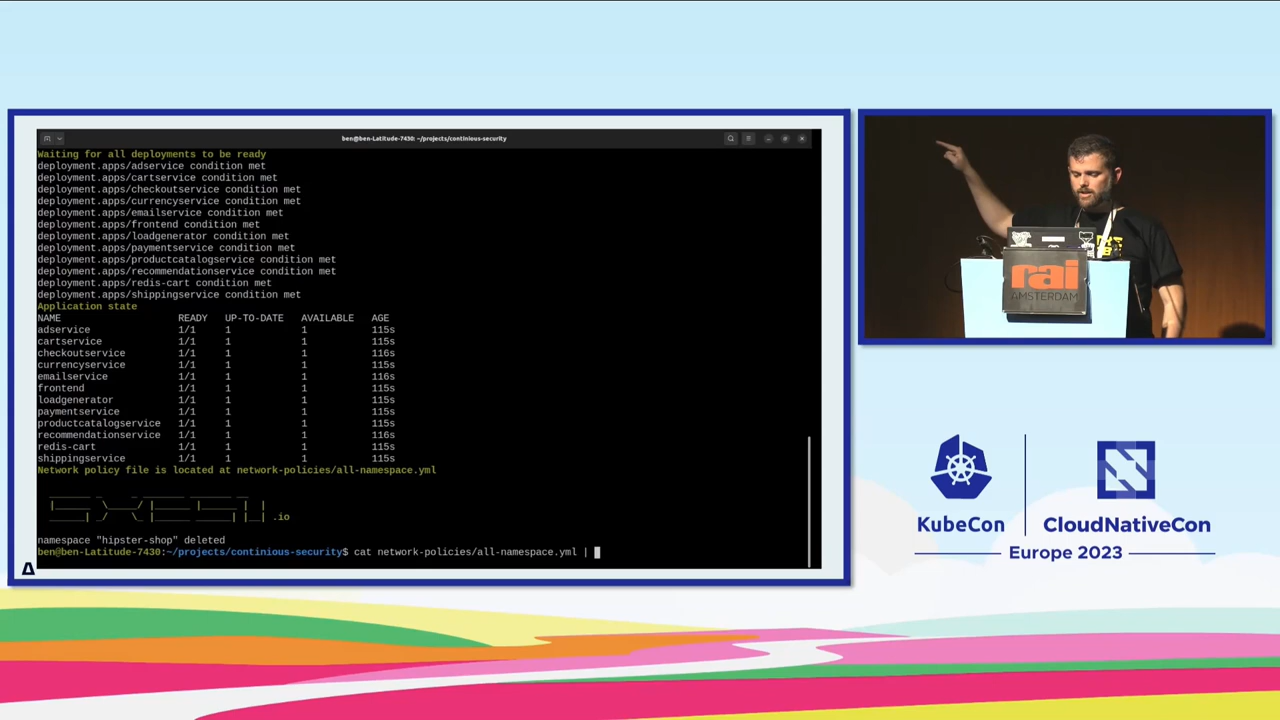 ben@ben-Latitude-7430: ~/projects/continious-security
Waiting for all deployments to be ready
deployment.apps/adservice condition met
deployment.apps/cartservice condition met
deployment.apps/checkoutservice condition met
deployment.apps/currencyservice condition met
deployment.apps/emailservice condition met
deployment.apps/frontend condition met
deployment.apps/loadgenerator condition met
deployment.apps/paymentservice condition met
deployment.apps/productcatalogservice condition met
deployment.apps/recommendationservice condition met
deployment.apps/redis-cart condition met
deployment.apps/shippingservice condition met
Application state
NAME READY UP-TO-DATE AVAILABLE AGE
adservice 1/1 1 1 115s
cartservice 1/1 1 1 115s
checkoutservice 1/1 1 1 116s
currencyservice 1/1 1 1 115s
emailservice 1/1 1 1 116s
frontend 1/1 1 1 115s
loadgenerator 1/1 1 1 115s
paymentservice 1/1 1 1 115s
productcatalogservice 1/1 1 1 115s
recommendationservice 1/1 1 1 116s
redis-cart 1/1 1 1 115s
shippingservice 1/1 1 1 115s
Network policy file is located at network-policies/all-namespace.yml
.io
namespace "hipster-shop" deleted
ben@ben-Latitude-7430:~/projects/continious-security$ cat network-policies/all-namespace.yml |
rai
AMSTERDAM
KubeCon
CloudNativeCon
Europe 2023